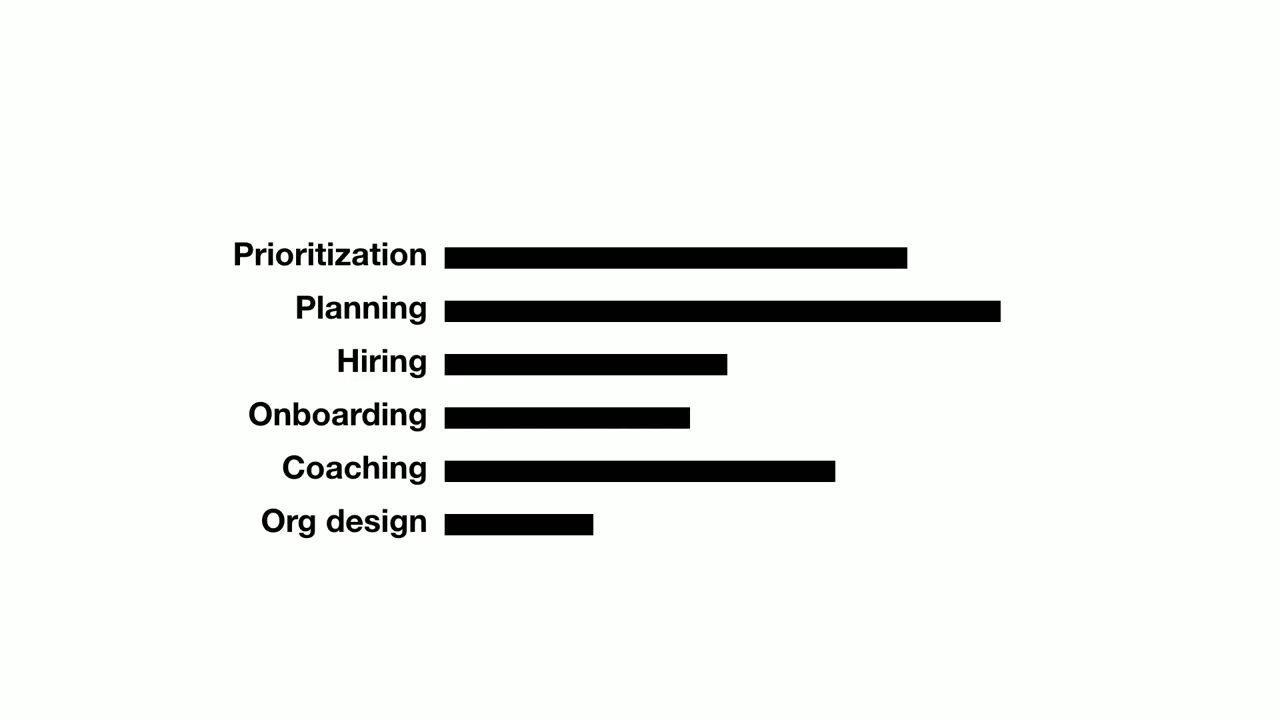 Prioritization
Planning
Hiring
Onboarding
Coaching
Org design